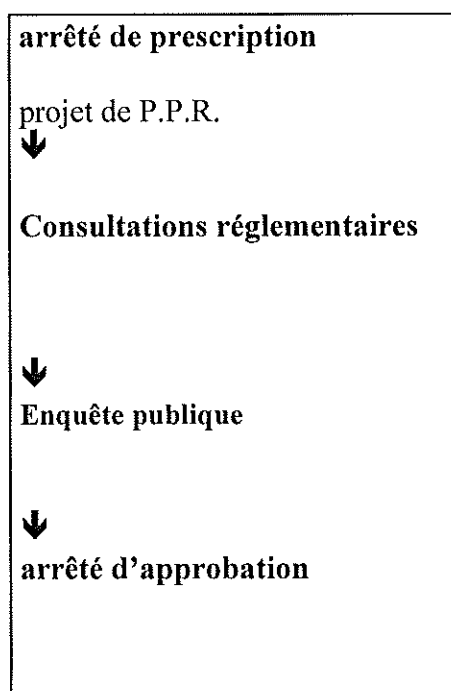 arrêté de prescription
projet de P.P.R.
🡻
Consultations réglementaires
🡻
Enquête publique
🡻
arrêté d'approbation